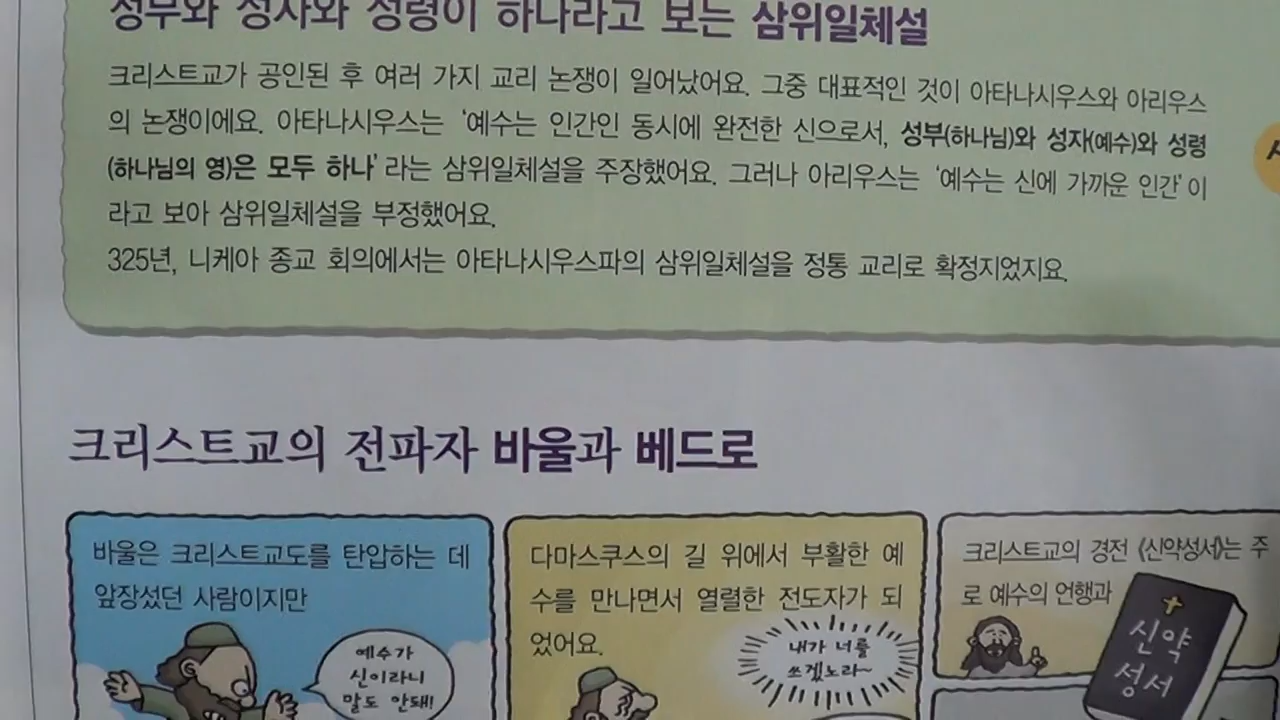 성부와 성자와 성령이 하나라고 보는 삼위일체설
크리스트교가 공인된 후 여러 가지 교리 논쟁이 일어났어요. 그중 대표적인 것이 아타나시우스와 아리우스
의 논쟁이에요. 아타나시우스는 '예수는 인간인 동시에 완전한 신으로서, 성부(하나님)와 성자(예수)와 성령
(하나님의 영)은 모두 하나' 라는 삼위일체설을 주장했어요. 그러나 아리우스는 '예수는 신에 가까운 인간' 이
라고 보아 삼위일체설을 부정했어요.
325년, 니케아 종교 회의에서는 아타나시우스파의 삼위일체설을 정통 교리로 확정지었지요.
크리스트교의 전파자 바울과 베드로
바울은 크리스트교도를 탄압하는 데
앞장섰던 사람이지만
예수가
신이라니
말도 안돼!
다마스쿠스의 길 위에서 부활한 예
수를 만나면서 열렬한 전도자가 되
었어요.
내가 너를
쓰겠노라~
크리스트교의 경전 《신약성서》는 주
로 예수의 언행과
신약
성서